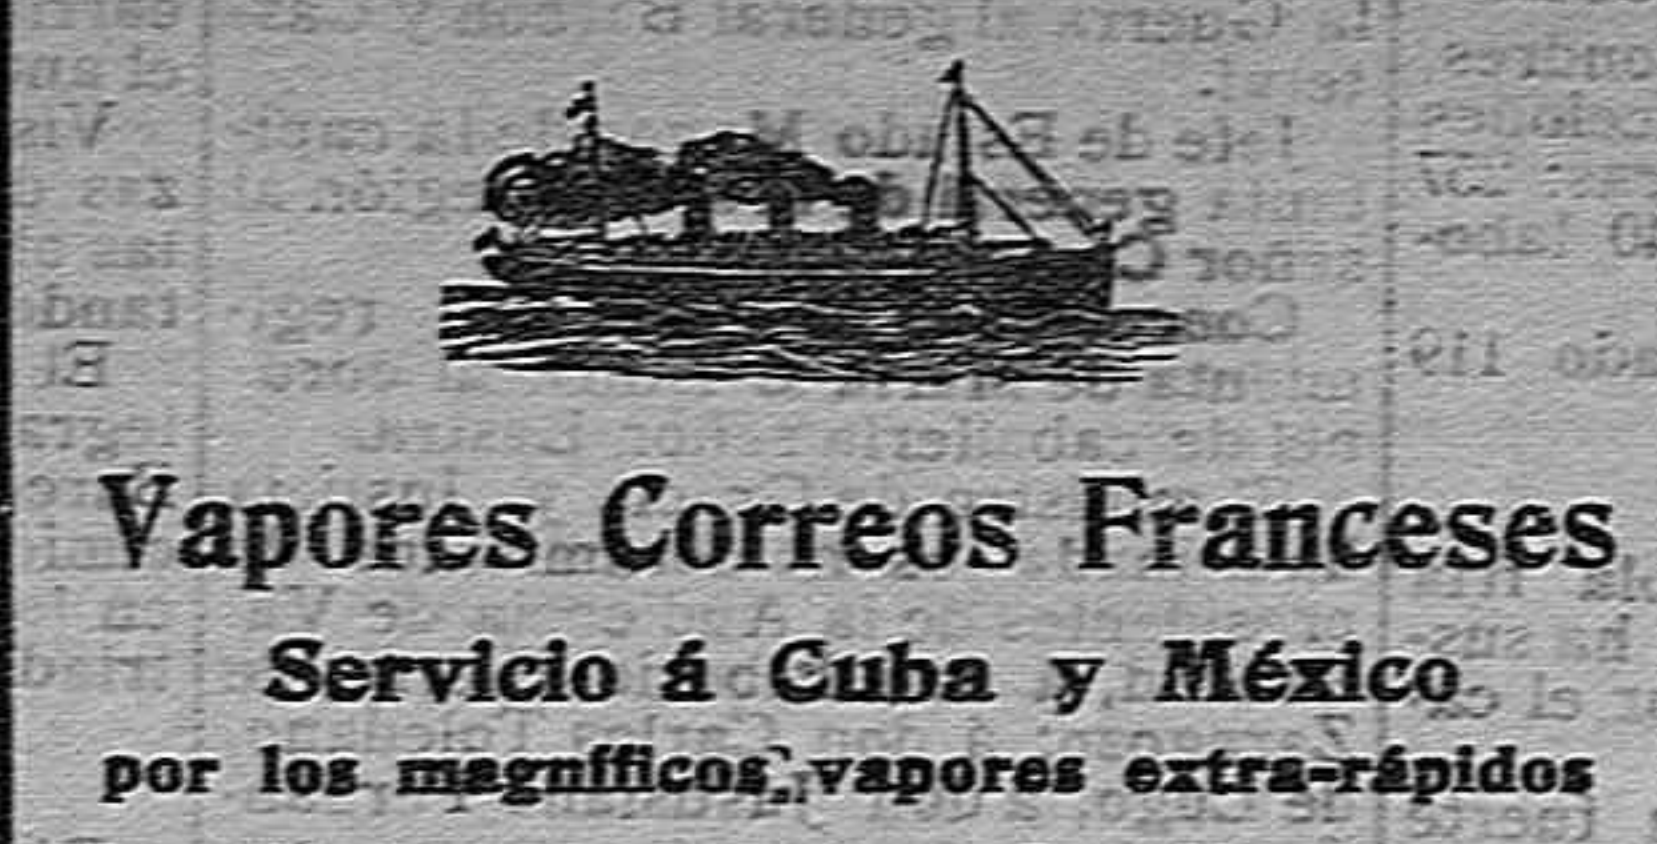 Vapores Correos Franceses
Servicio á Cuba y México
por los magníficos vapores extra-rápidos